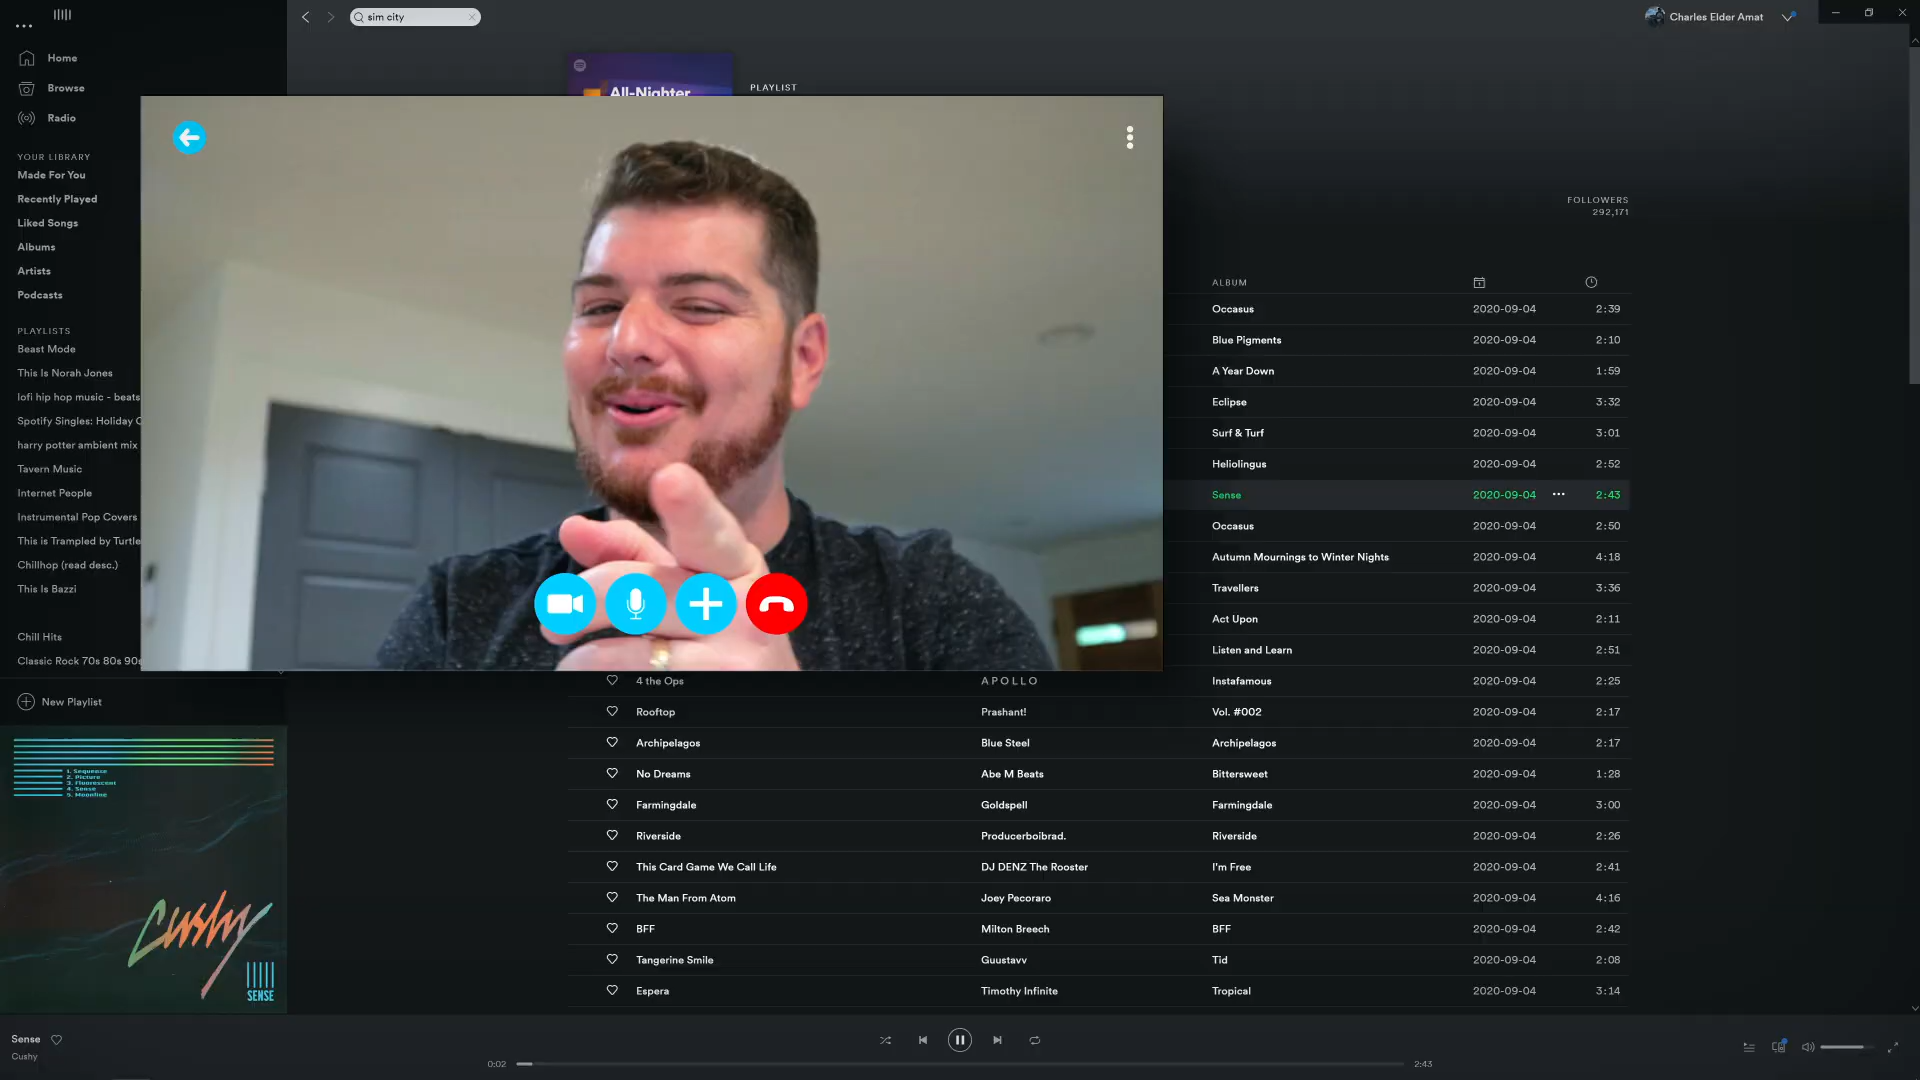 sim city
Charles Elder Amat
Home
Browse
Radio
YOUR LIBRARY
Made For You
Recently Played
Liked Songs
Albums
Artists
Podcasts
PLAYLISTS
Beast Mode
This Is Norah Jones
lofi hip hop music - beats
Spotify Singles: Holiday C
harry potter ambient mix
Tavern Music
Internet People
Instrumental Pop Covers
This is Trampled by Turtle
Chillhop (read desc.)
This Is Bazzi
Chill Hits
Classic Rock 70s 80s 90s
New Playlist
1. Sequense
2. Picture
3. Fluorescent
4. Sense
5. Moonfire
Cushy
SENSE
All-Nighter
PLAYLIST
FOLLOWERS
292,171
ALBUM
Occasus 2020-09-04 2:39
Blue Pigments 2020-09-04 2:10
A Year Down 2020-09-04 1:59
Eclipse 2020-09-04 3:32
Surf & Turf 2020-09-04 3:01
Heliolingus 2020-09-04 2:52
Sense 2020-09-04 2:43
Occasus 2020-09-04 2:50
Autumn Mournings to Winter Nights 2020-09-04 4:18
Travellers 2020-09-04 3:36
Act Upon 2020-09-04 2:11
Listen and Learn 2020-09-04 2:51
4 the Ops APOLLO Instafamous 2020-09-04 2:25
Rooftop Prashant! Vol. #002 2020-09-04 2:17
Archipelagos Blue Steel Archipelagos 2020-09-04 2:17
No Dreams Abe M Beats Bittersweet 2020-09-04 1:28
Farmingdale Goldspell Farmingdale 2020-09-04 3:00
Riverside Producerboibrad. Riverside 2020-09-04 2:26
This Card Game We Call Life DJ DENZ The Rooster I'm Free 2020-09-04 2:41
The Man From Atom Joey Pecoraro Sea Monster 2020-09-04 4:16
BFF Milton Breech BFF 2020-09-04 2:42
Tangerine Smile Guustavv Tid 2020-09-04 2:08
Espera Timothy Infinite Tropical 2020-09-04 3:14
Sense
Cushy
0:02 2:43